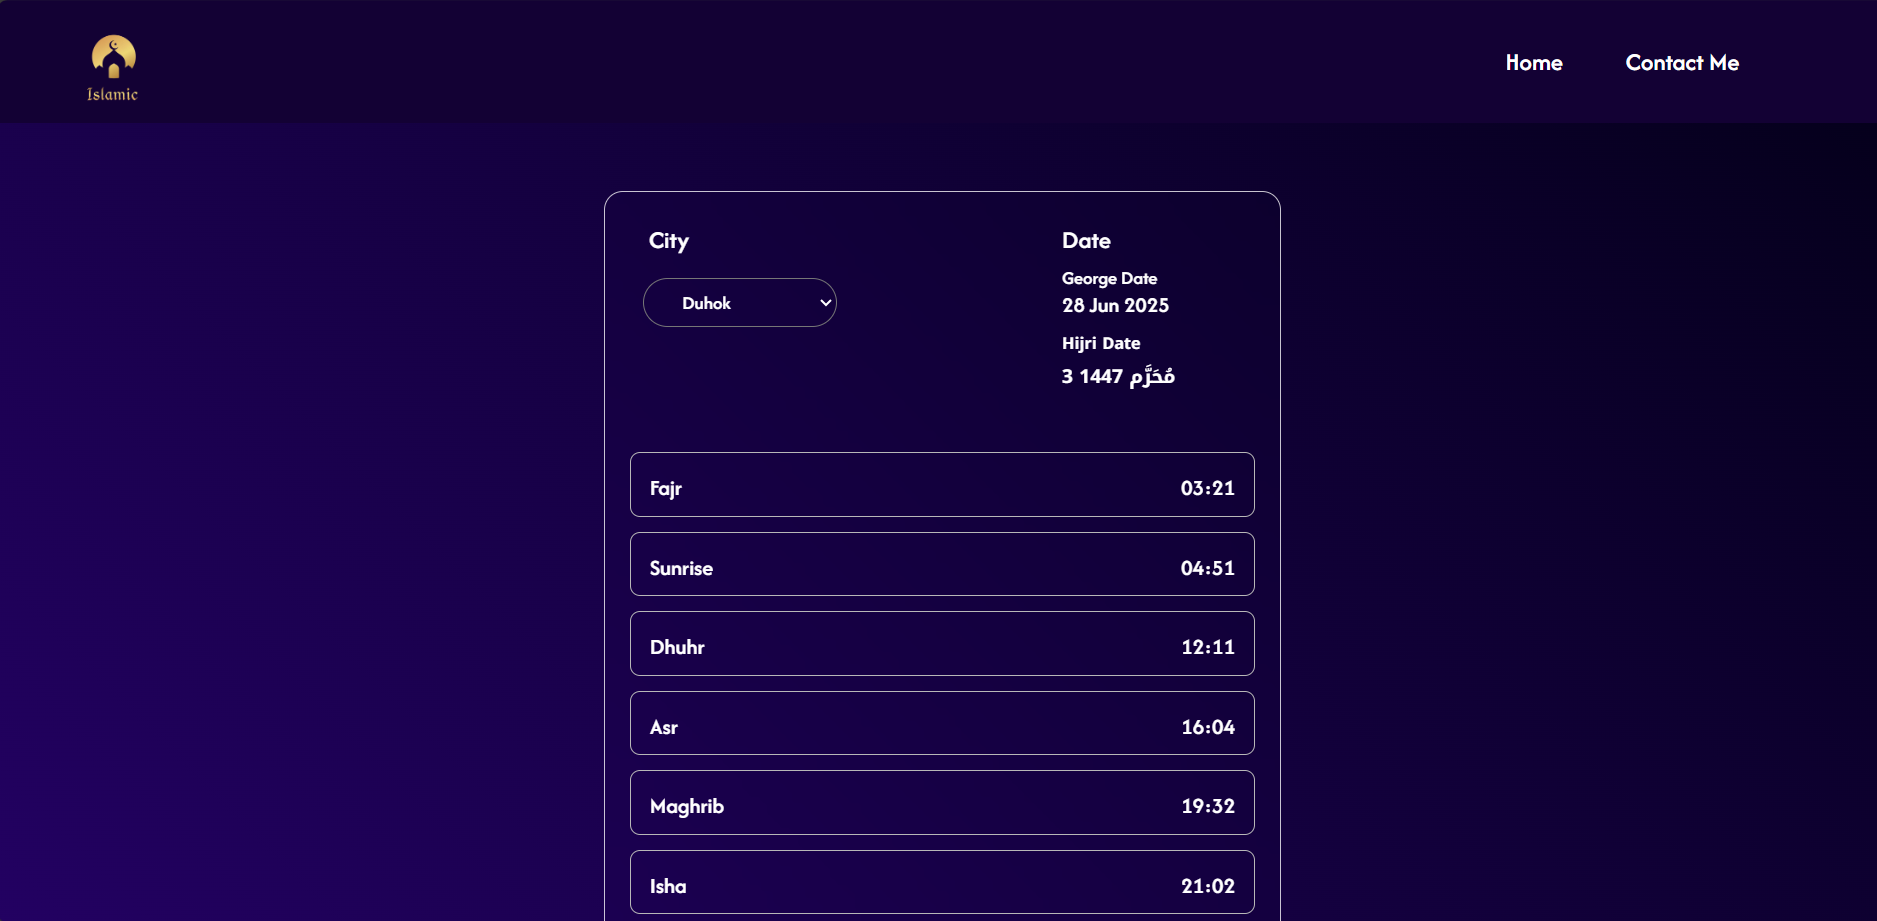 Islamic
Home
Contact Me
City
Duhok
Date
George Date
28 Jun 2025
Hijri Date
3 1447 مُحَرَّم
Fajr
03:21
Sunrise
04:51
Dhuhr
12:11
Asr
16:04
Maghrib
19:32
Isha
21:02